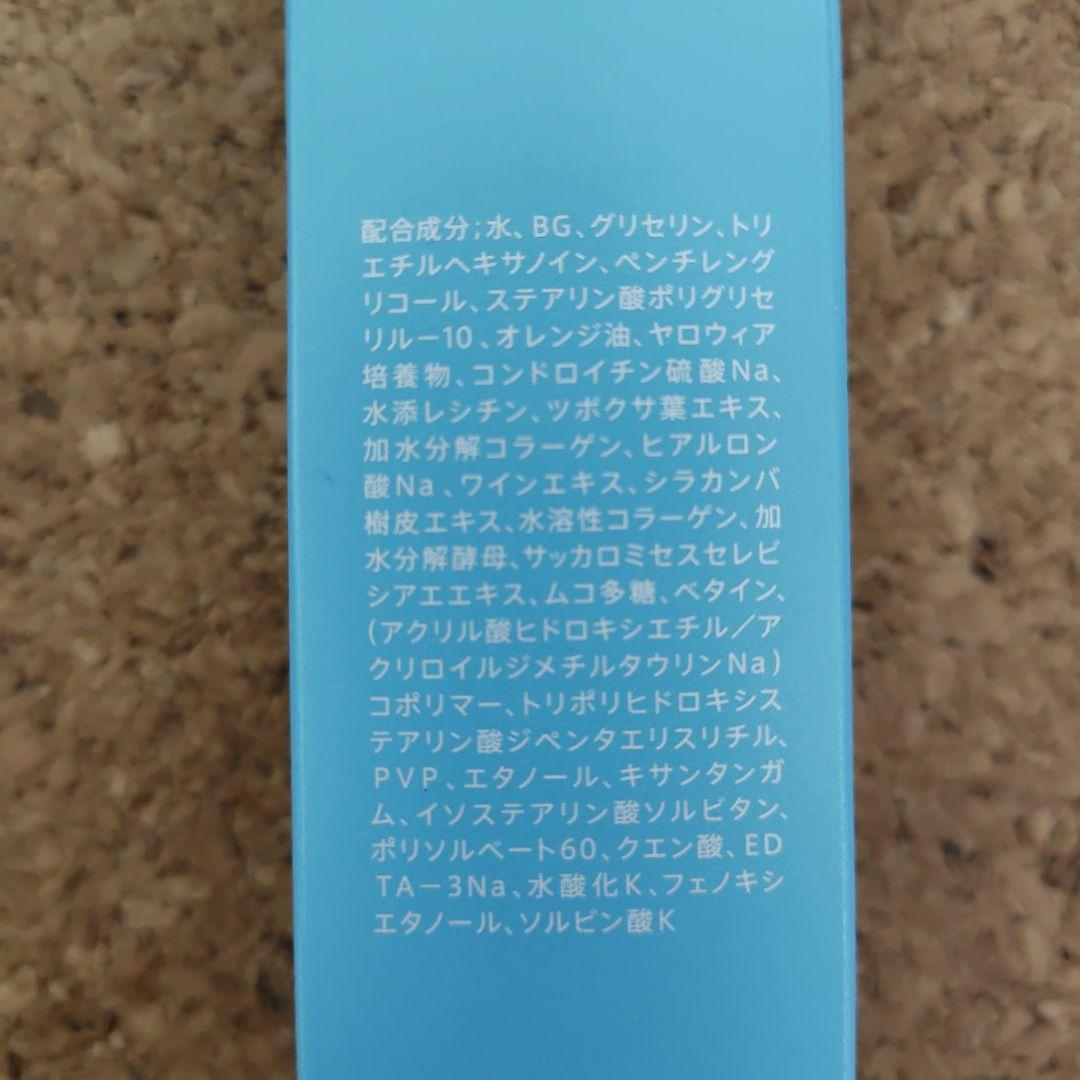 配合成分;水、BG、グリセリン、トリ
エチルヘキサノイン、ペンチレング
リコール、ステアリン酸ポリグリセ
リルー10、オレンジ油、ヤロウィア
培養物、コンドロイチン硫酸Na、
水添レシチン、ツボクサ葉エキス、
加水分解コラーゲン、ヒアルロン
酸Na、ワインエキス、シラカンバ
樹皮エキス、水溶性コラーゲン、加
水分解酵母、サッカロミセスセレビ
シアエエキス、ムコ多糖、ベタイン、
(アクリル酸ヒドロキシエチル/ア
クリロイルジメチルタウリンNa)
コポリマー、トリポリヒドロキシス
テアリン酸ジペンタエリスリチル、
PVP、エタノール、キサンタンガ
ム、イソステアリン酸ソルビタン、
ポリソルベート60、クエン酸、ED
TAー3Na、水酸化K、フェノキシ
エタノール、ソルビン酸K